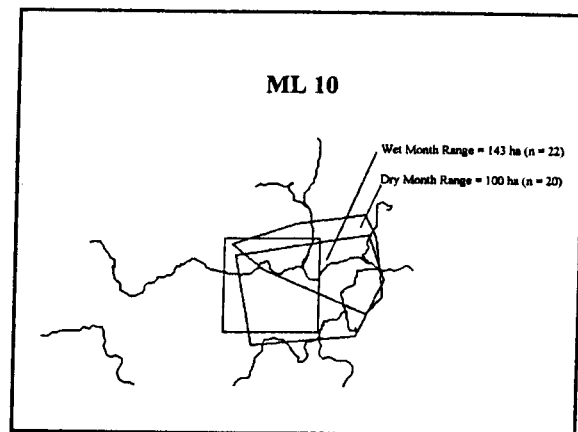 ML 10
Wet Month Range = 143 ha (n = 22)
Dry Month Range = 100 ha (n = 20)